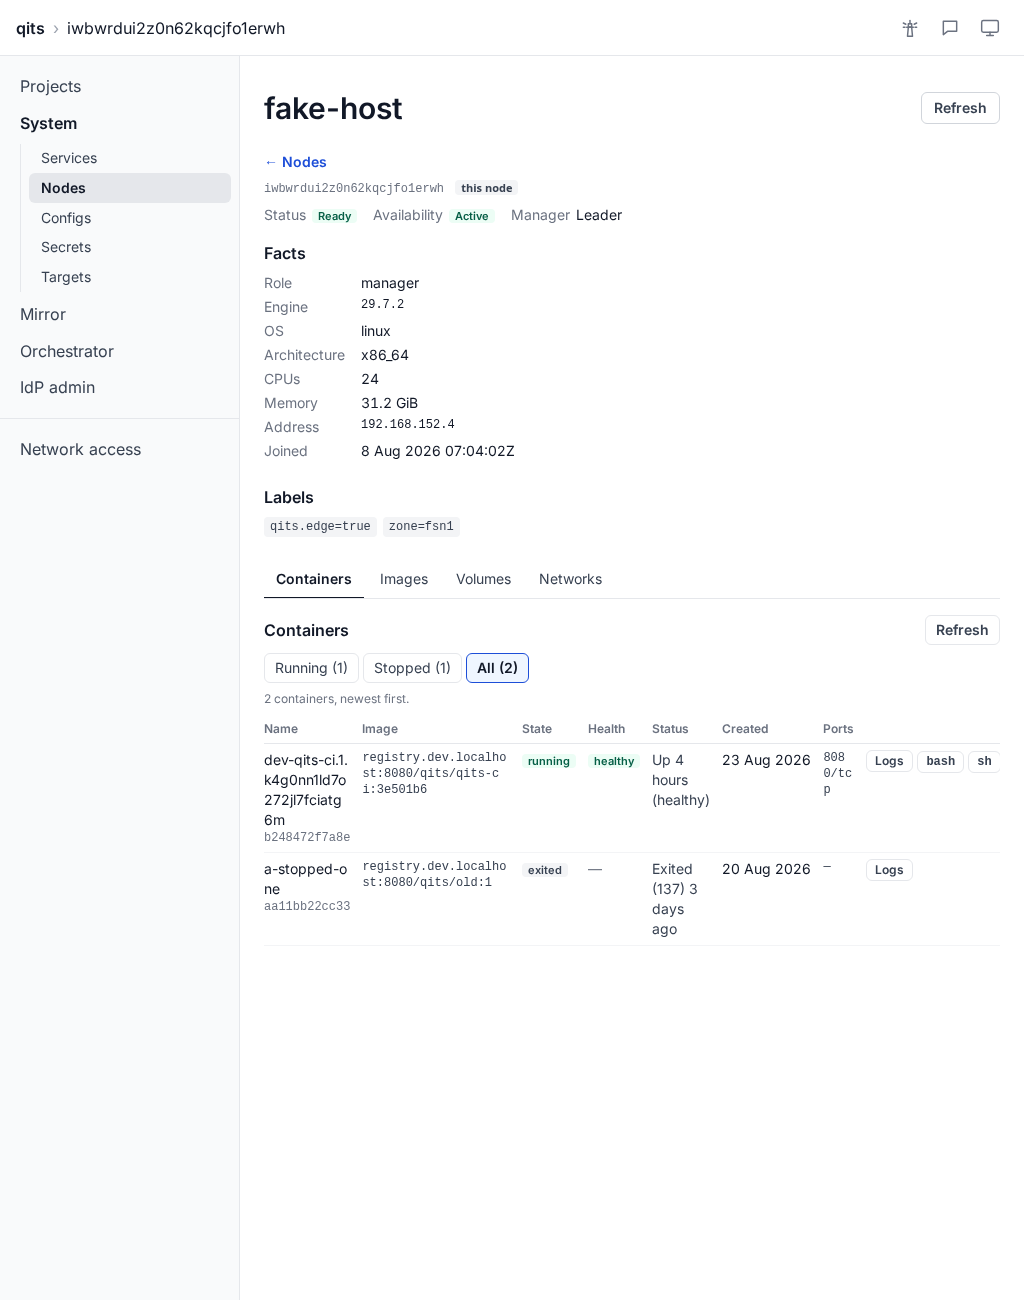 qits › iwbwrdui2z0n62kqcjfo1erwh
Projects
System
Services
Nodes
Configs
Secrets
Targets
Mirror
Orchestrator
IdP admin
Network access
fake-host
Refresh
← Nodes
iwbwrdui2z0n62kqcjfo1erwh this node
Status Ready Availability Active Manager Leader
Facts
Role manager
Engine 29.7.2
OS linux
Architecture x86_64
CPUs 24
Memory 31.2 GiB
Address 192.168.152.4
Joined 8 Aug 2026 07:04:02Z
Labels
qits.edge=true zone=fsn1
Containers Images Volumes Networks
Containers
Refresh
Running (1) Stopped (1) All (2)
2 containers, newest first.
Name Image State Health Status Created Ports
dev-qits-ci.1.
k4g0nn1ld7o
272jl7fciatg
6m
b248472f7a8e
registry.dev.localho
st:8080/qits/qits-c
i:3e501b6
running
healthy
Up 4
hours
(healthy)
23 Aug 2026
808
0/tc
p
Logs bash sh
a-stopped-o
ne
aa11bb22cc33
registry.dev.localho
st:8080/qits/old:1
exited
—
Exited
(137) 3
days
ago
20 Aug 2026
—
Logs